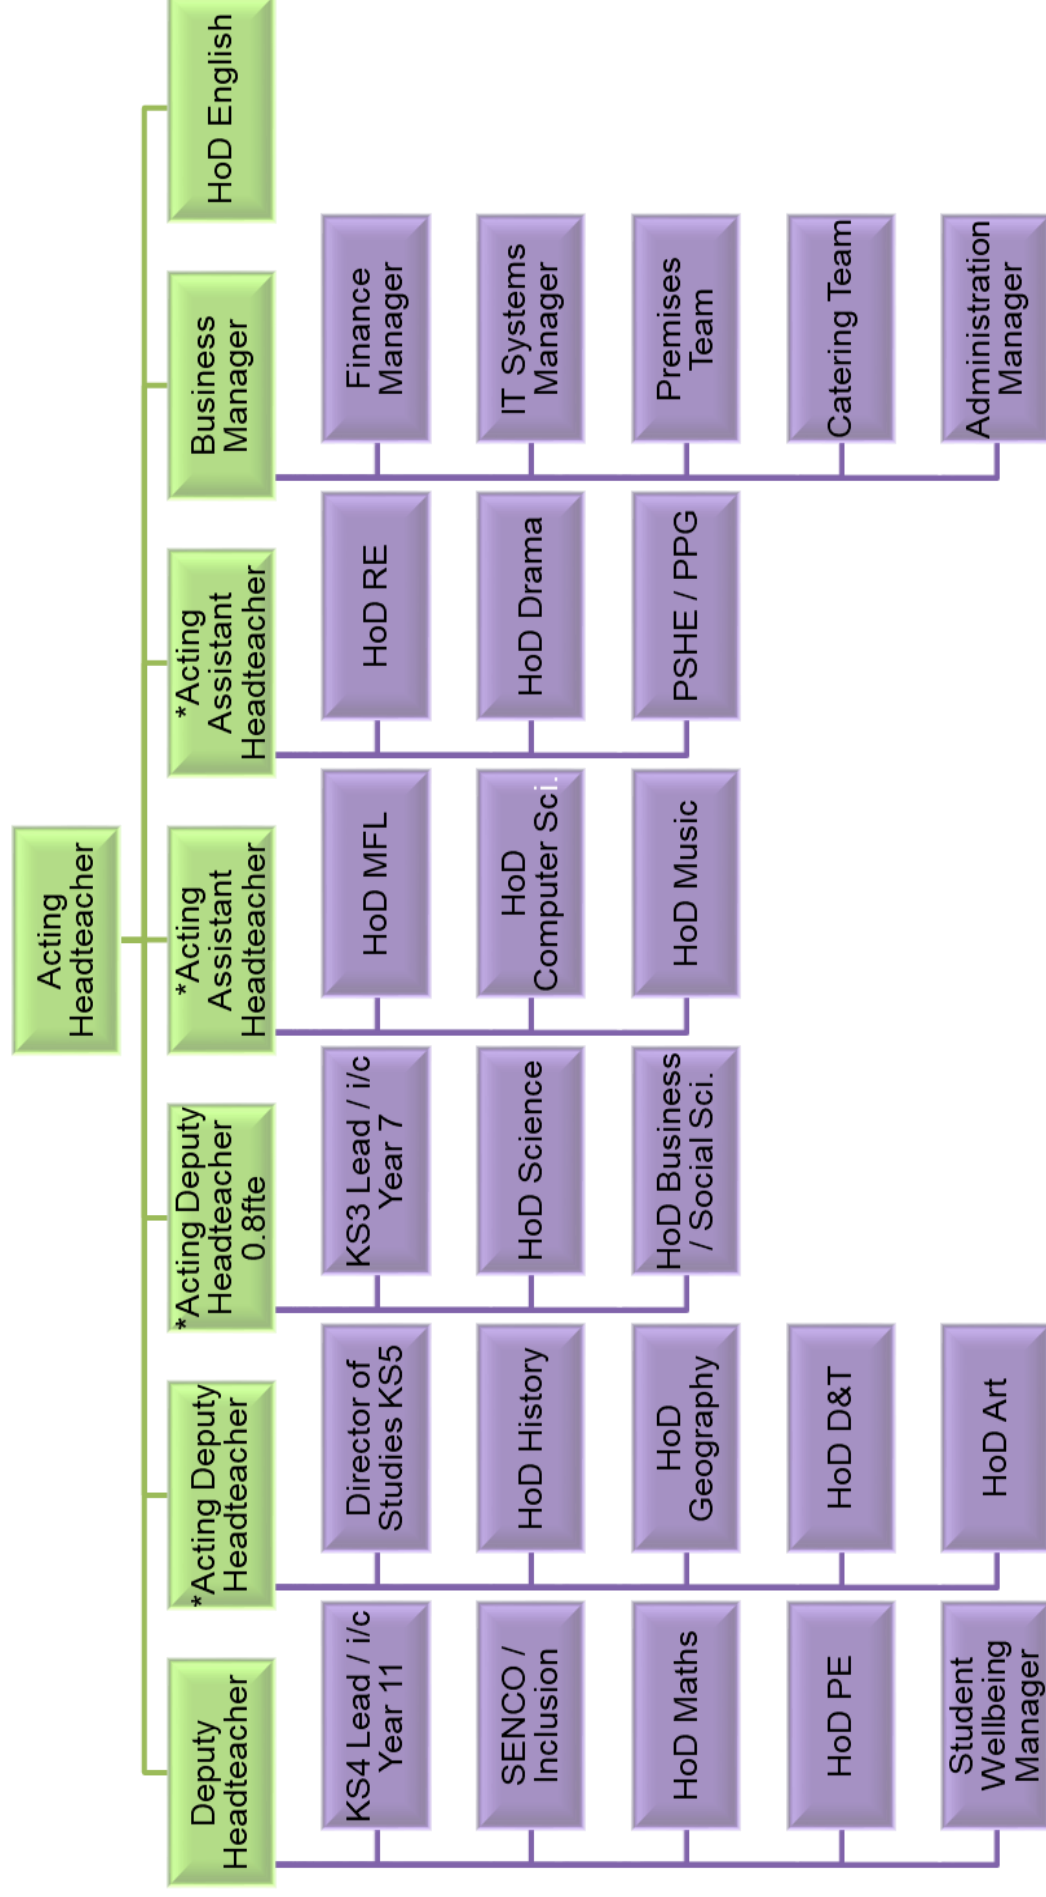 Acting
Headteacher
Deputy
Headteacher
*Acting Deputy
Headteacher
*Acting Deputy
Headteacher
0.8fte
*Acting
Assistant
Headteacher
*Acting
Assistant
Headteacher
Business
Manager
HoD English
KS4 Lead / i/c
Year 11
SENCO /
Inclusion
HoD Maths
HoD PE
Student
Wellbeing
Manager
Director of
Studies KS5
HoD History
HoD
Geography
HoD D&T
HoD Art
KS3 Lead / i/c
Year 7
HoD Science
HoD Business
/ Social Sci.
HoD MFL
HoD
Computer Sci.
HoD Music
HoD RE
HoD Drama
PSHE / PPG
Finance
Manager
IT Systems
Manager
Premises
Team
Catering Team
Administration
Manager